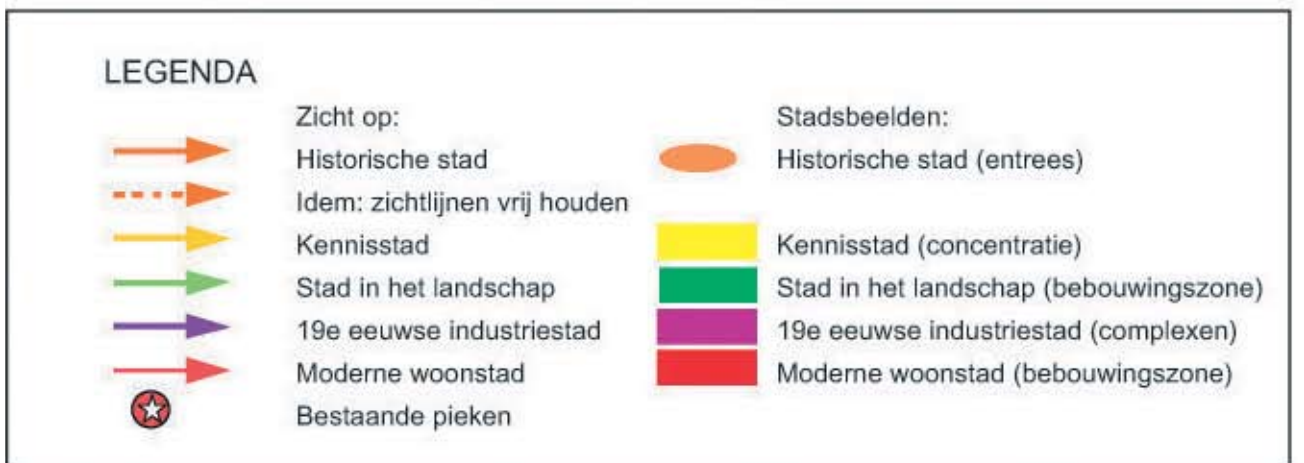 LEGENDA
Zicht op:
Historische stad
Idem: zichtlijnen vrij houden
Kennisstad
Stad in het landschap
19e eeuwse industriestad
Moderne woonstad
Bestaande pieken
Stadsbeelden:
Historische stad (entrees)
Kennisstad (concentratie)
Stad in het landschap (bebouwingszone)
19e eeuwse industriestad (complexen)
Moderne woonstad (bebouwingszone)